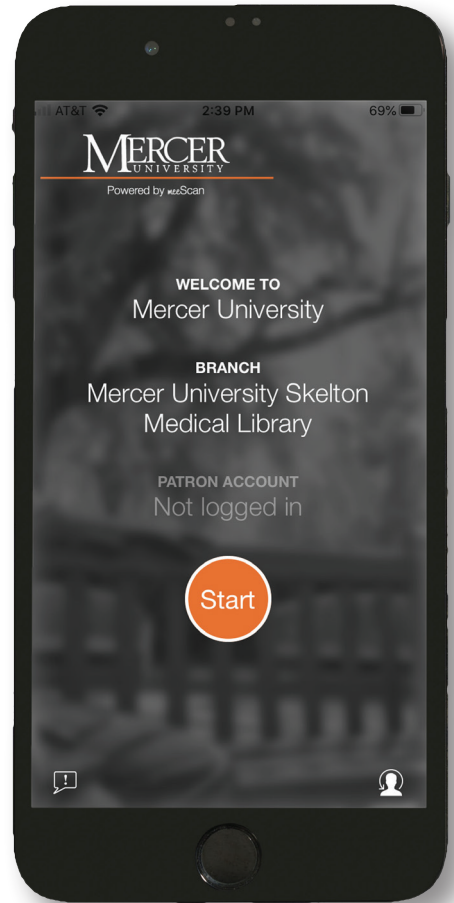 AT&T 2:39 PM 69%
MERCER
UNIVERSITY
Powered by meeScan
WELCOME TO
Mercer University
BRANCH
Mercer University Skelton
Medical Library
PATRON ACCOUNT
Not logged in
Start
!